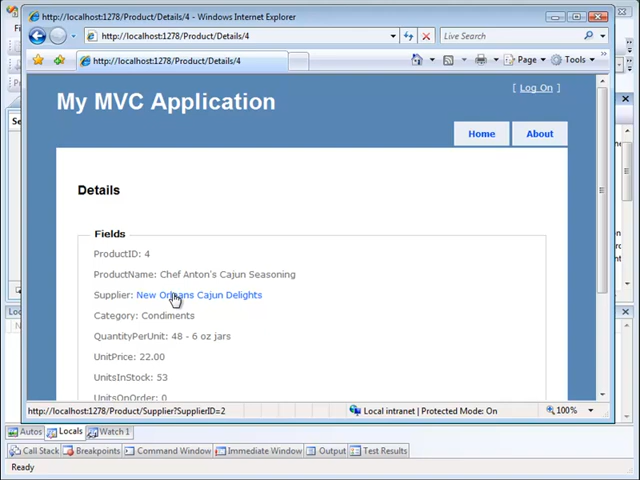 http://localhost:1278/Product/Details/4 - Windows Internet Explorer
http://localhost:1278/Product/Details/4
Live Search
http://localhost:1278/Product/Details/4
Page
Tools
[ Log On ]
My MVC Application
Home
About
Details
Fields
ProductID: 4
ProductName: Chef Anton's Cajun Seasoning
Supplier: New Orleans Cajun Delights
Category: Condiments
QuantityPerUnit: 48 - 6 oz jars
UnitPrice: 22.00
UnitsInStock: 53
UnitsOnOrder: 0
http://localhost:1278/Product/Supplier?SupplierID=2
Local intranet | Protected Mode: On
100%
Autos
Locals
Watch 1
Call Stack
Breakpoints
Command Window
Immediate Window
Output
Test Results
Ready